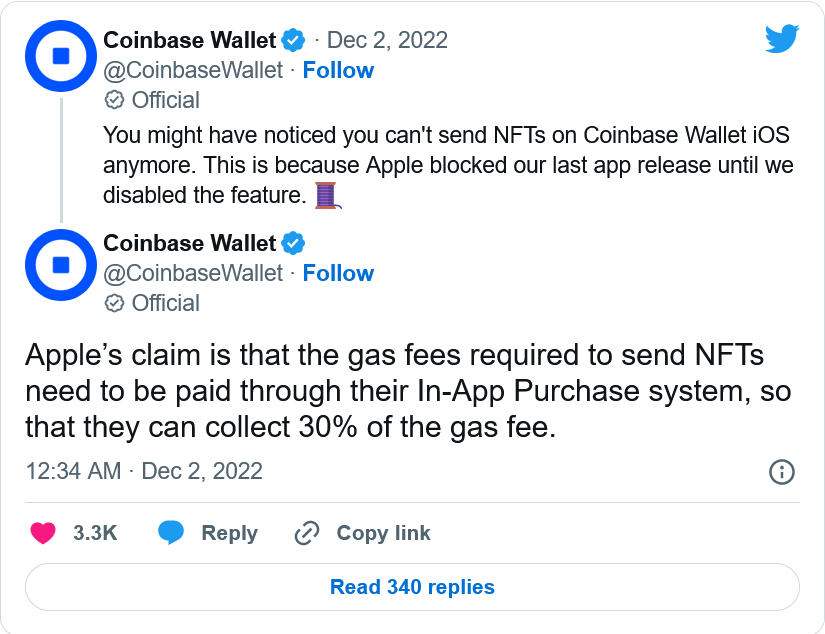 Coinbase Wallet · Dec 2, 2022
@CoinbaseWallet · Follow
Official
You might have noticed you can't send NFTs on Coinbase Wallet iOS
anymore. This is because Apple blocked our last app release until we
disabled the feature. 🧵
Coinbase Wallet
@CoinbaseWallet · Follow
Official
Apple’s claim is that the gas fees required to send NFTs
need to be paid through their In-App Purchase system, so
that they can collect 30% of the gas fee.
12:34 AM · Dec 2, 2022
3.3K Reply Copy link
Read 340 replies